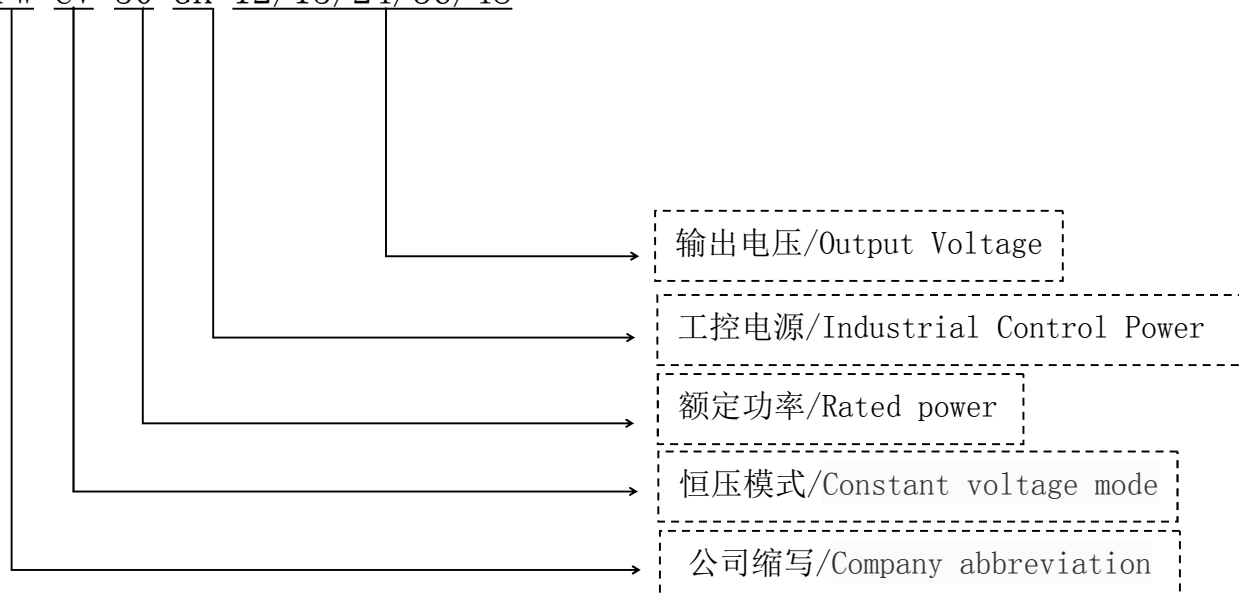 输出电压/Output Voltage
工控电源/Industrial Control Power
额定功率/Rated power
恒压模式/Constant voltage mode
公司缩写/Company abbreviation